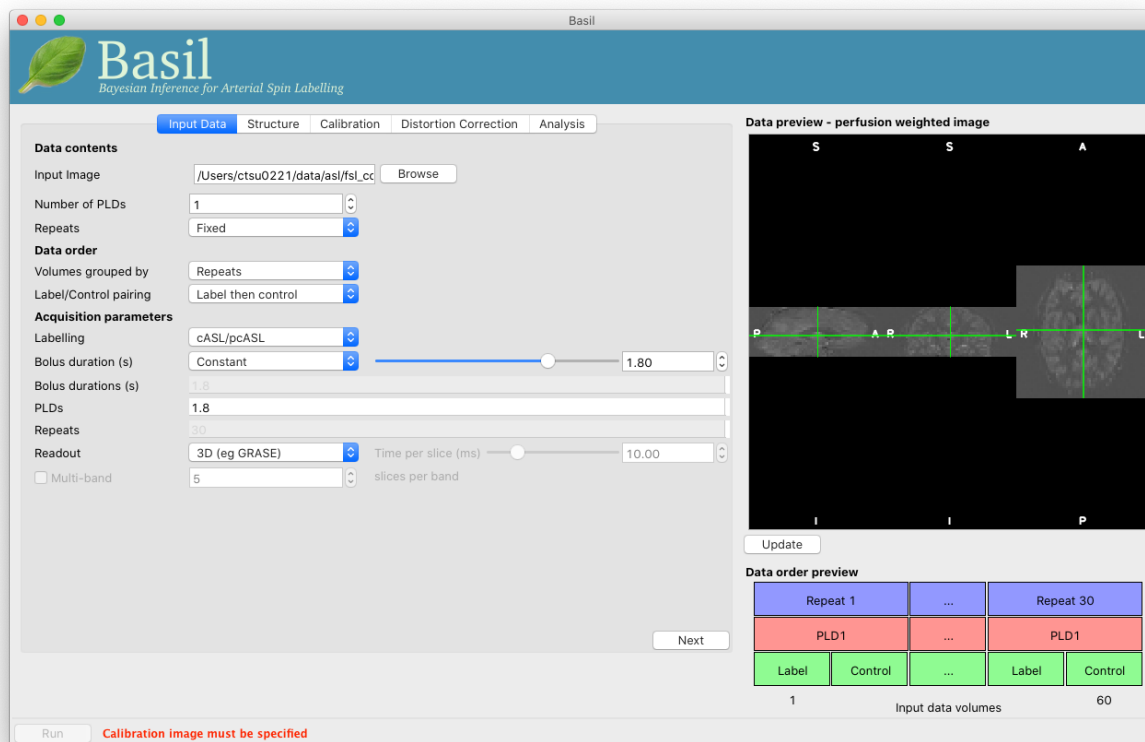 Basil
Basil
Bayesian Inference for Arterial Spin Labelling
Input Data Structure Calibration Distortion Correction Analysis
Data contents
Input Image /Users/ctsu0221/data/asl/fsl_cc Browse
Number of PLDs 1
Repeats Fixed
Data order
Volumes grouped by Repeats
Label/Control pairing Label then control
Acquisition parameters
Labelling cASL/pcASL
Bolus duration (s) Constant 1.80
Bolus durations (s) 1.8
PLDs 1.8
Repeats 30
Readout 3D (eg GRASE) Time per slice (ms) 10.00
Multi-band 5 slices per band
Next
Data preview - perfusion weighted image
S S A
P A R L R L
I I P
Update
Data order preview
Repeat 1 ... Repeat 30
PLD1 ... PLD1
Label Control ... Label Control
1 60
Input data volumes
Run Calibration image must be specified